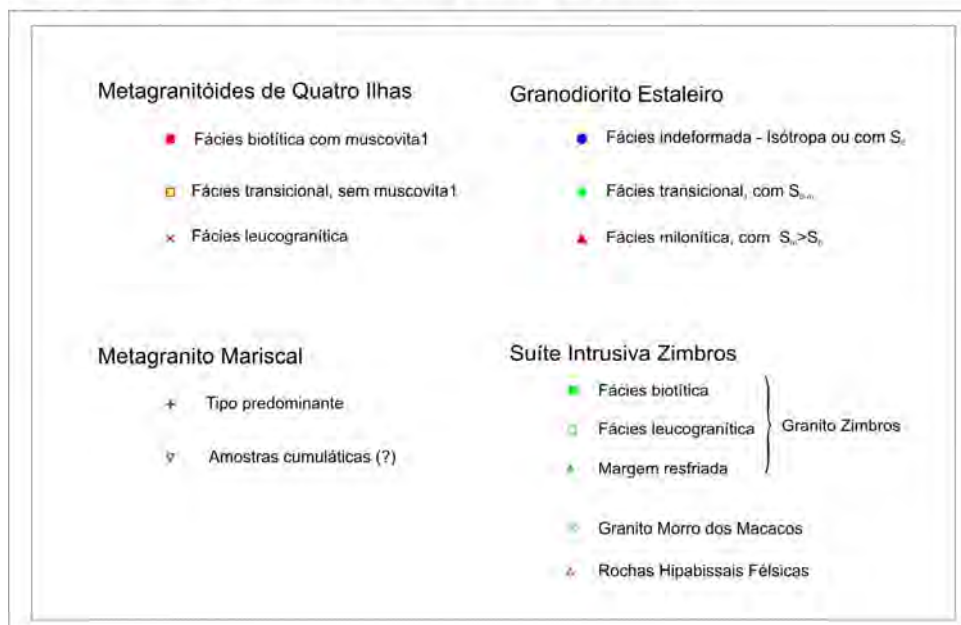 Metagranitóides de Quatro Ilhas
Fácies biotítica com muscovita1
Fácies transicional, sem muscovita1
Fácies leucogranítica
Granodiorito Estaleiro
Fácies indeformada - Isótropa ou com S
Fácies transicional, com S
Fácies milonítica, com S >S
Metagranito Mariscal
Tipo predominante
Amostras cumuláticas (?)
Suíte Intrusiva Zimbros
Fácies biotítica
Fácies leucogranítica
Margem resfriada
Granito Zimbros
Granito Morro dos Macacos
Rochas Hipabissais Félsicas